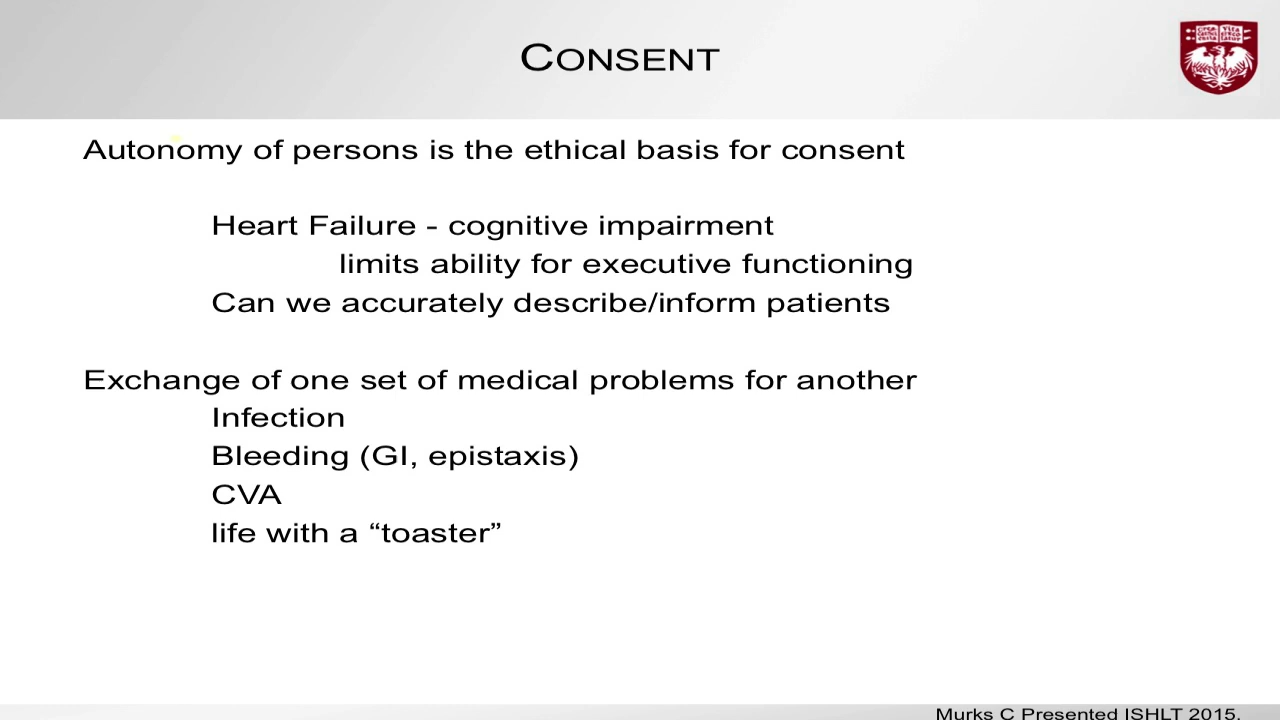 CONSENT
Autonomy of persons is the ethical basis for consent
Heart Failure - cognitive impairment
limits ability for executive functioning
Can we accurately describe/inform patients
Exchange of one set of medical problems for another
Infection
Bleeding (GI, epistaxis)
CVA
life with a “toaster”
Murks C Presented ISHLT 2015.